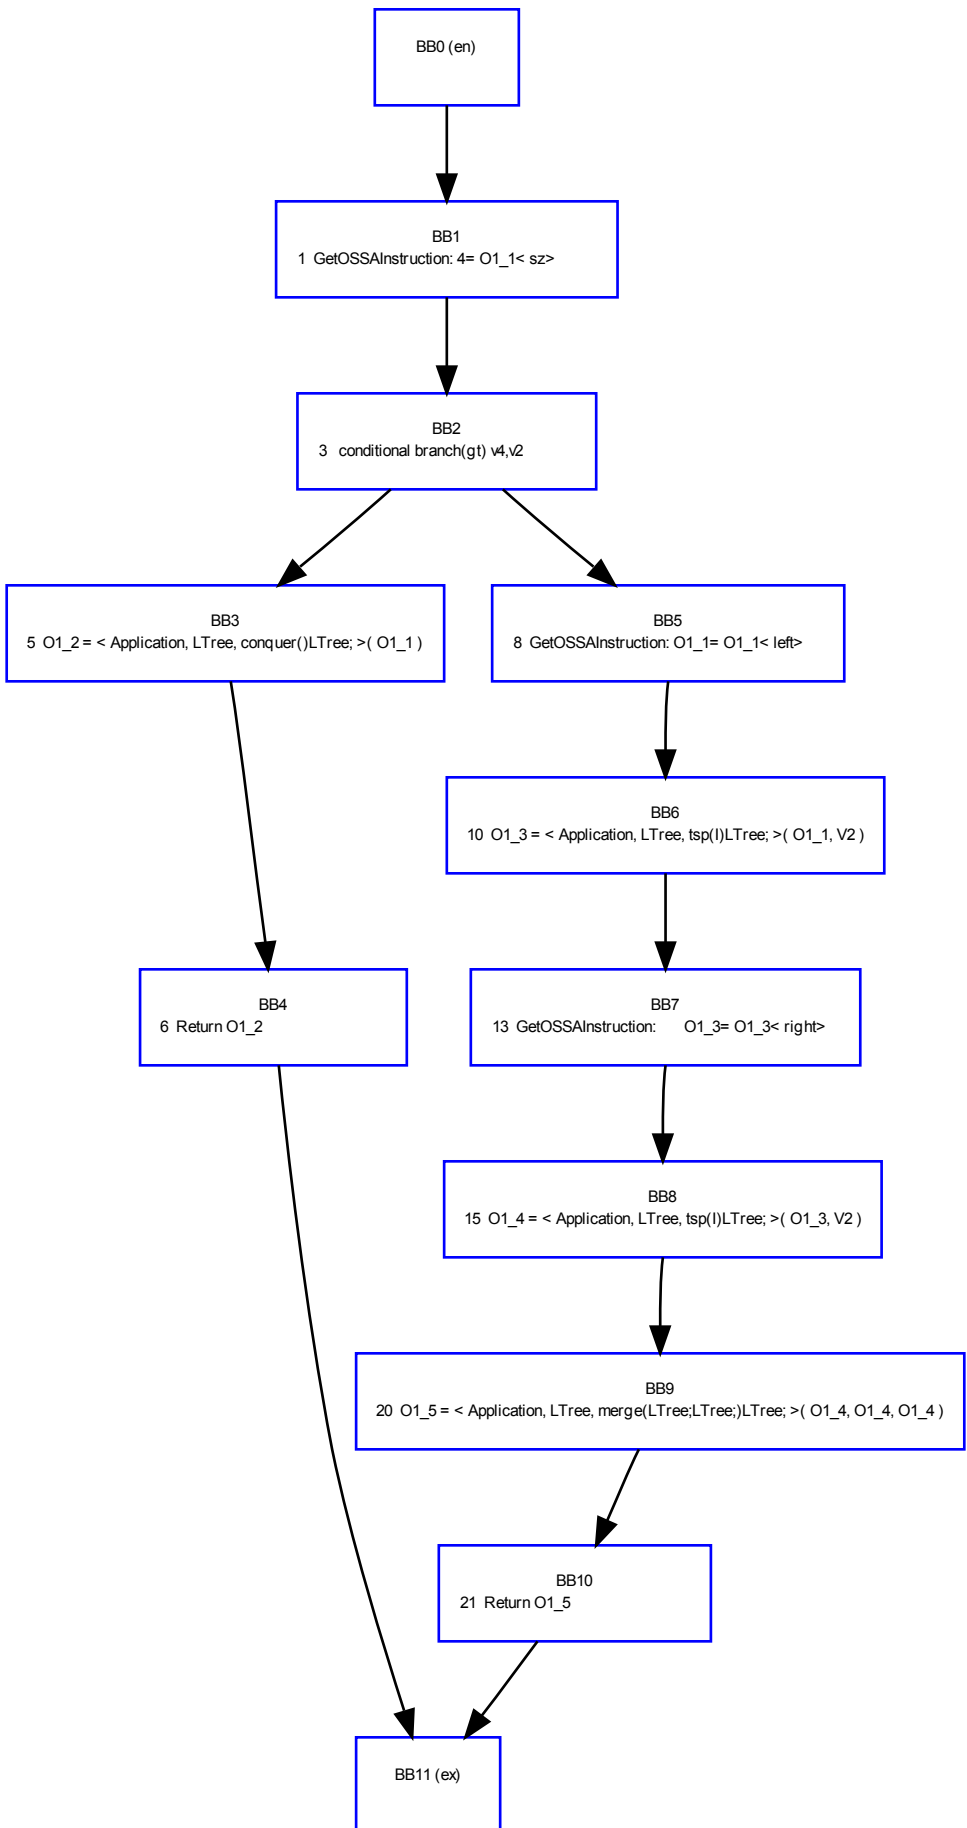 BB0 (en)
BB1
1 GetOSSAInstruction: 4= O1_1< sz>
BB2
3 conditional branch(gt) v4,v2
BB3
5 O1_2 = < Application, LTree, conquer()LTree; >( O1_1 )
BB5
8 GetOSSAInstruction: O1_1= O1_1< left>
BB6
10 O1_3 = < Application, LTree, tsp(I)LTree; >( O1_1, V2 )
BB4
6 Return O1_2
BB7
13 GetOSSAInstruction: O1_3= O1_3< right>
BB8
15 O1_4 = < Application, LTree, tsp(I)LTree; >( O1_3, V2 )
BB9
20 O1_5 = < Application, LTree, merge(LTree;LTree;)LTree; >( O1_4, O1_4, O1_4 )
BB10
21 Return O1_5
BB11 (ex)